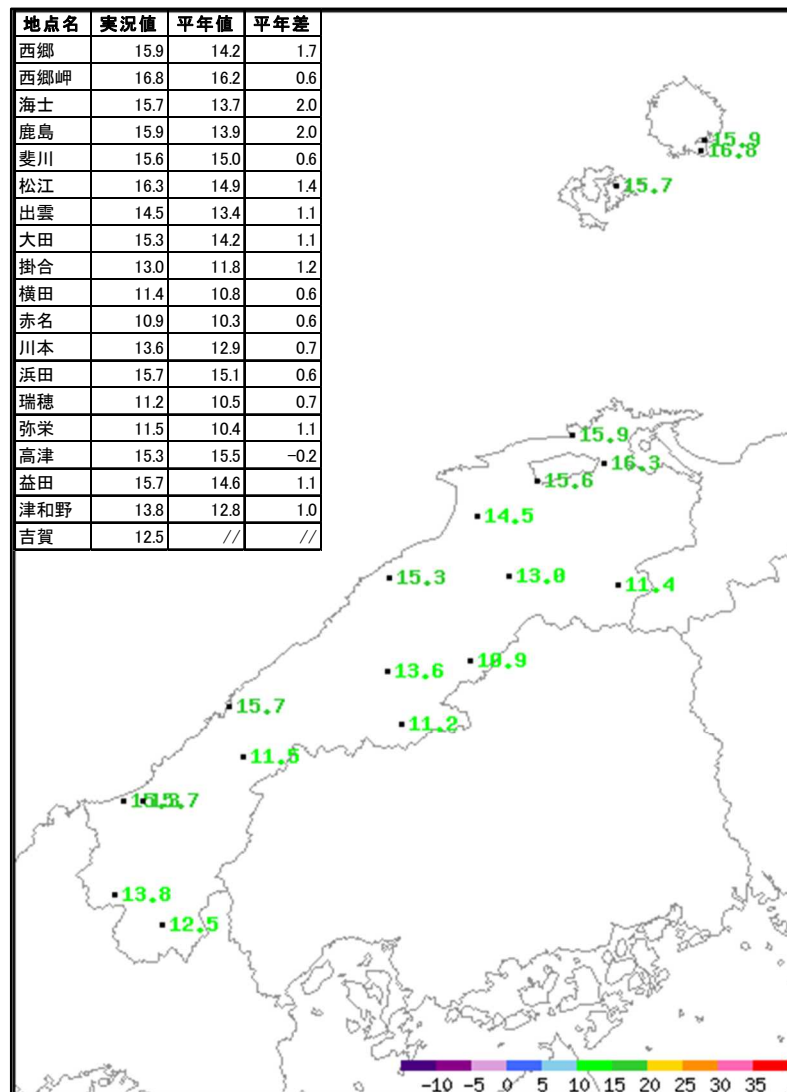 地点名 実況値 平年値 平年差
西郷 15.9 14.2 1.7
西郷岬 16.8 16.2 0.6
海士 15.7 13.7 2.0
鹿島 15.9 13.9 2.0
斐川 15.6 15.0 0.6
松江 16.3 14.9 1.4
出雲 14.5 13.4 1.1
大田 15.3 14.2 1.1
掛合 13.0 11.8 1.2
横田 11.4 10.8 0.6
赤名 10.9 10.3 0.6
川本 13.6 12.9 0.7
浜田 15.7 15.1 0.6
瑞穂 11.2 10.5 0.7
弥栄 11.5 10.4 1.1
高津 15.3 15.5 −0.2
益田 15.7 14.6 1.1
津和野 13.8 12.8 1.0
吉賀 12.5 // //
15.9
16.8
15.7
15.9
16.3
15.6
14.5
15.3
13.0
11.4
10.9
13.6
15.7
11.2
11.5
15.3
15.7
13.8
12.5
-10 -5 0 5 10 15 20 25 30 35